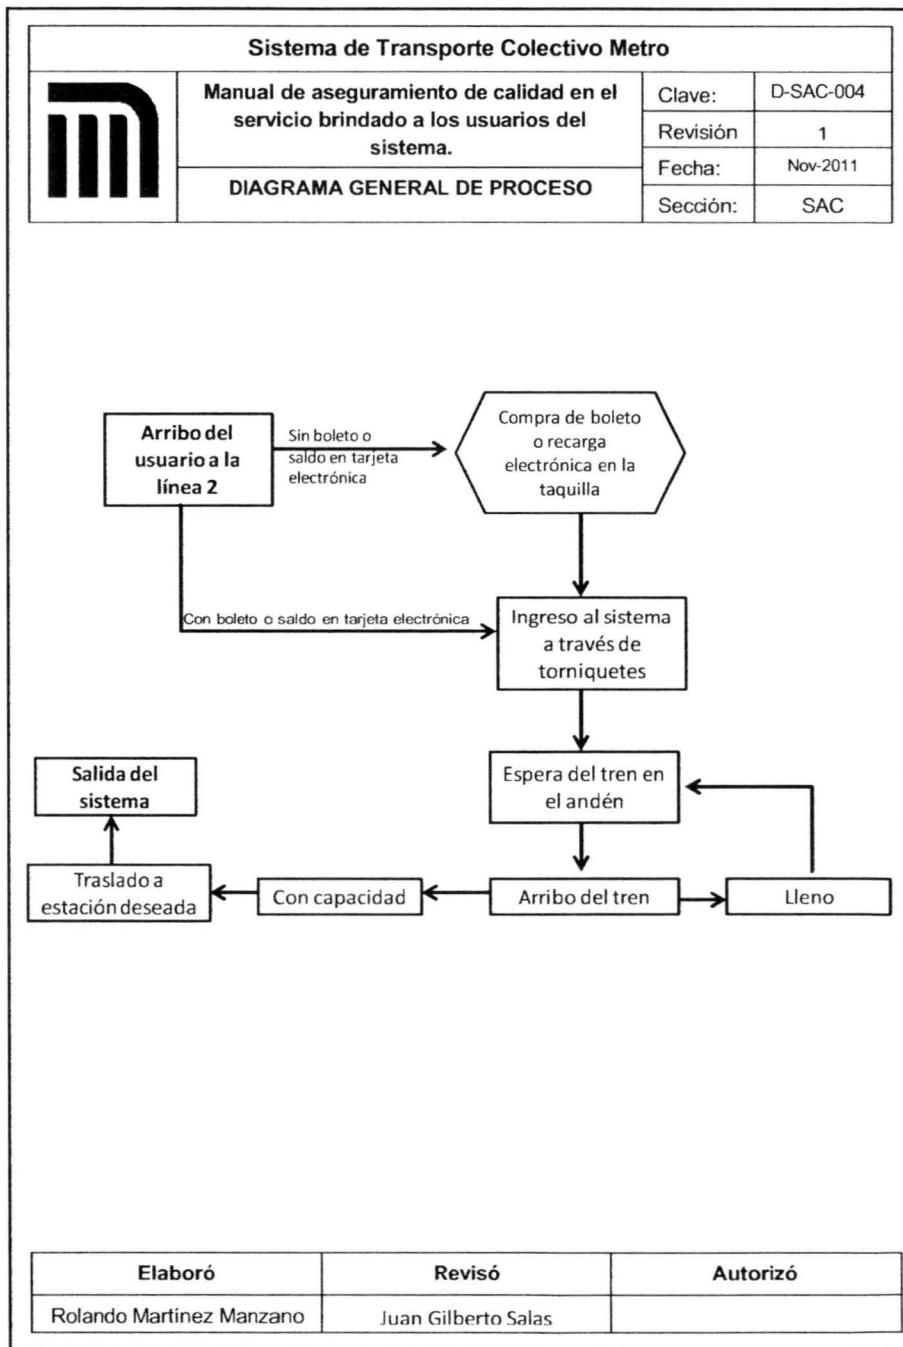 Sistema de Transporte Colectivo Metro
Manual de aseguramiento de calidad en el
servicio brindado a los usuarios del
sistema.
DIAGRAMA GENERAL DE PROCESO
Clave: D-SAC-004
Revisión 1
Fecha: Nov-2011
Sección: SAC
Arribo del
usuario a la
línea 2
Sin boleto o
saldo en tarjeta
electrónica
Compra de boleto
o recarga
electrónica en la
taquilla
Con boleto o saldo en tarjeta electrónica
Ingreso al sistema
a través de
torniquetes
Espera del tren en
el andén
Arribo del tren
Lleno
Con capacidad
Traslado a
estación deseada
Salida del
sistema
Elaboró Revisó Autorizó
Rolando Martínez Manzano Juan Gilberto Salas